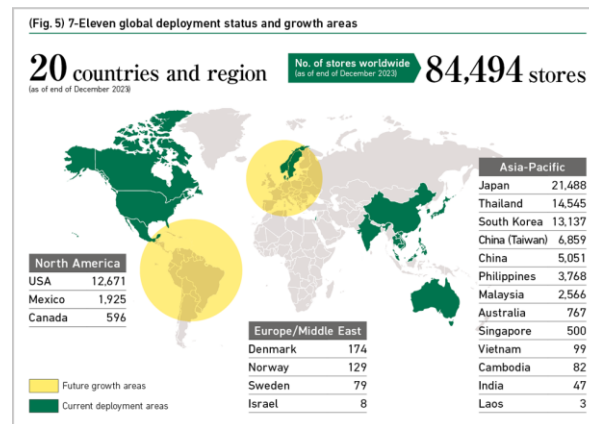 (Fig. 5) 7-Eleven global deployment status and growth areas
20 countries and region
(as of end of December 2023)
No. of stores worldwide
(as of end of December 2023)
84,494 stores
North America
USA 12,671
Mexico 1,925
Canada 596
Europe/Middle East
Denmark 174
Norway 129
Sweden 79
Israel 8
Asia-Pacific
Japan 21,488
Thailand 14,545
South Korea 13,137
China (Taiwan) 6,859
China 5,051
Philippines 3,768
Malaysia 2,566
Australia 767
Singapore 500
Vietnam 99
Cambodia 82
India 47
Laos 3
Future growth areas
Current deployment areas